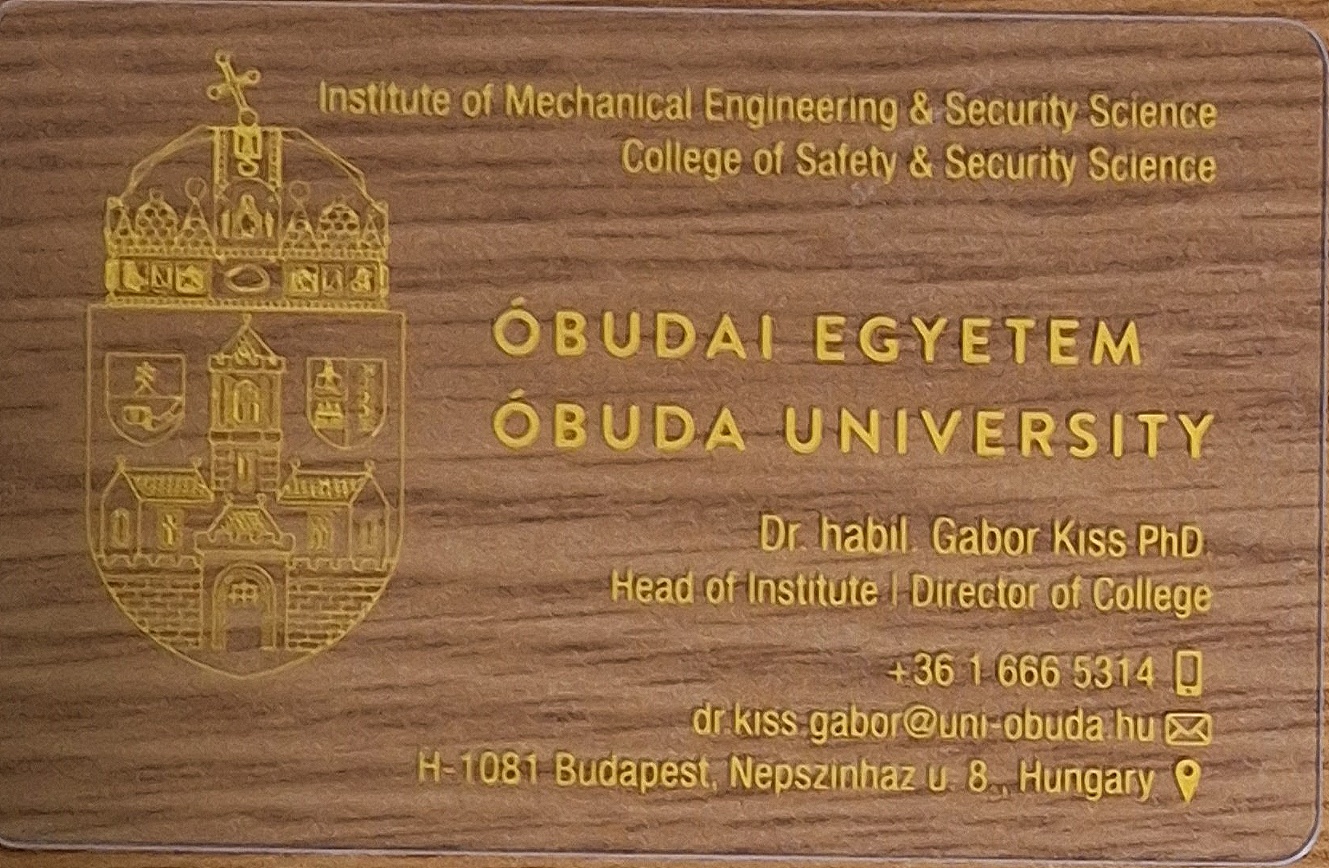 Institute of Mechanical Engineering & Security Science
College of Safety & Security Science
ÓBUDAI EGYETEM
ÓBUDA UNIVERSITY
Dr. habil. Gabor Kiss PhD.
Head of Institute | Director of College
+36 1 666 5314
dr.kiss.gabor@uni-obuda.hu
H-1081 Budapest, Nepszinhaz u. 8., Hungary